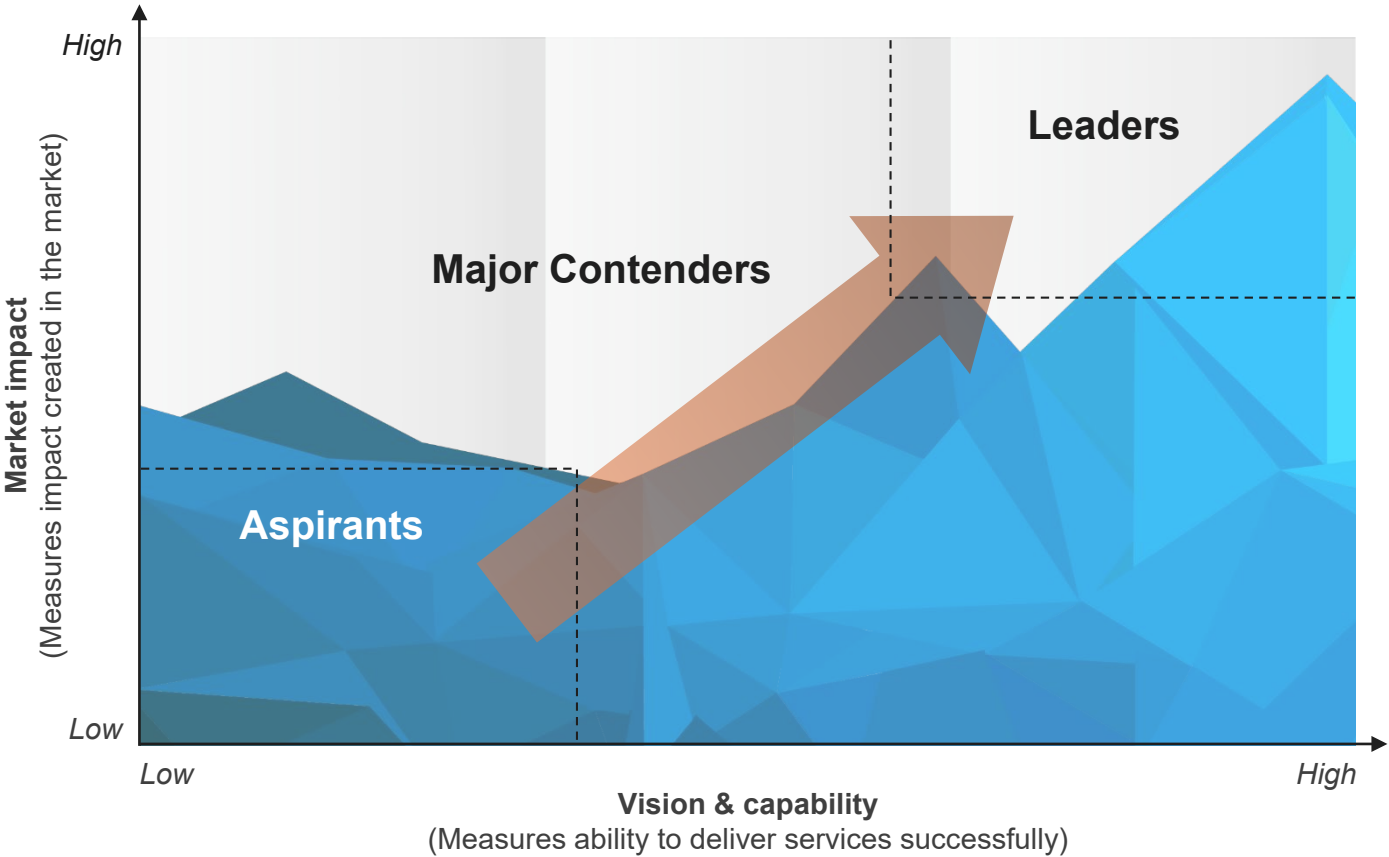 High
Leaders
Major Contenders
Market impact
(Measures impact created in the market)
Aspirants
Low
Low
High
Vision & capability
(Measures ability to deliver services successfully)